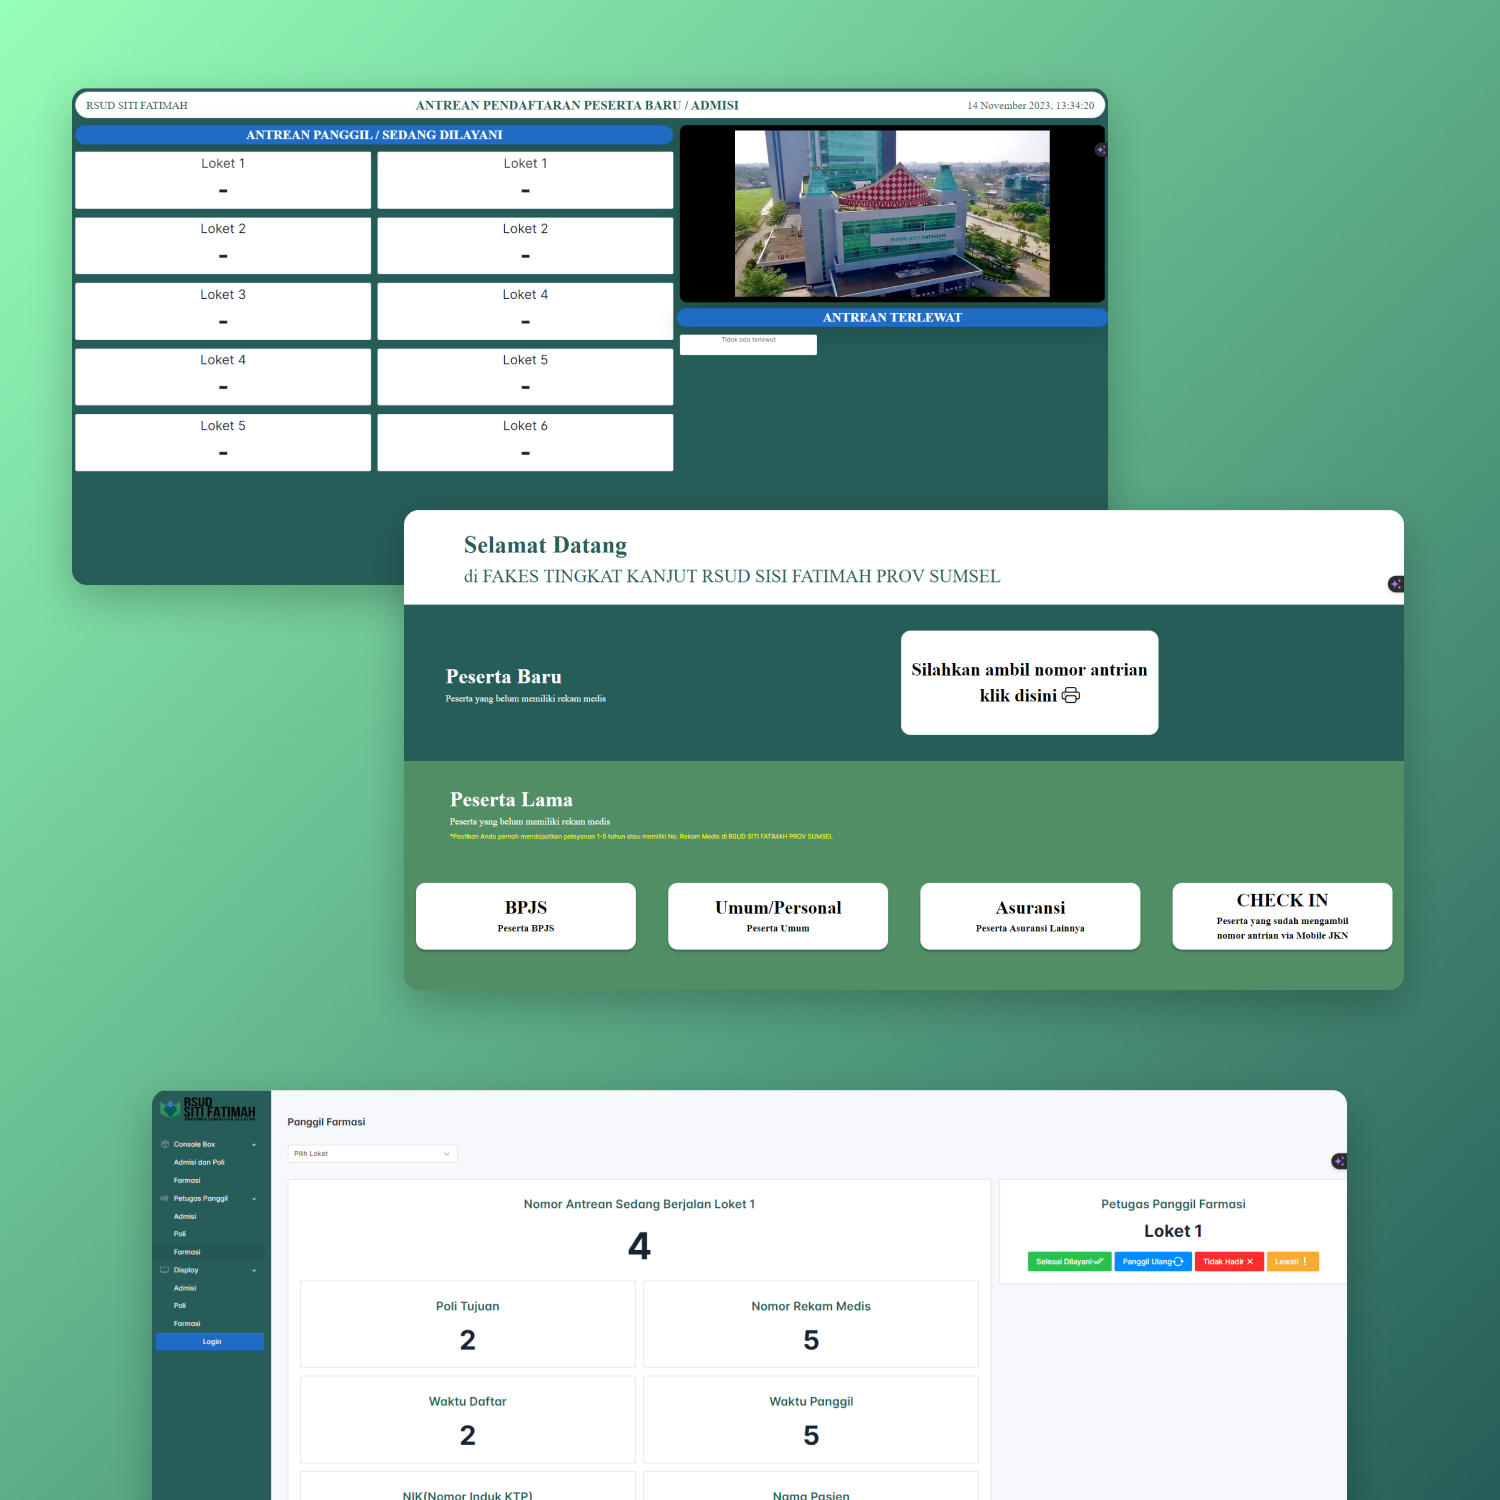 RSUD SITI FATIMAH
ANTREAN PENDAFTARAN PESERTA BARU / ADMISI
14 November 2023, 13:34:20
ANTREAN PANGGIL / SEDANG DILAYANI
Loket 1
-
Loket 1
-
Loket 2
-
Loket 2
-
Loket 3
-
Loket 4
-
Loket 4
-
Loket 5
-
Loket 5
-
Loket 6
-
RSUD SITI FATIMAH
ANTREAN TERLEWAT
Tidak ada terlewat
Selamat Datang
di FAKES TINGKAT KANJUT RSUD SISI FATIMAH PROV SUMSEL
Peserta Baru
Peserta yang belum memiliki rekam medis
Silahkan ambil nomor antrian
klik disini
Peserta Lama
Peserta yang belum memiliki rekam medis
*Pastikan Anda pernah mendapatkan pelayanan 1-5 tahun atau memiliki No. Rekam Medis di RSUD SITI FATIMAH PROV SUMSEL
BPJS
Peserta BPJS
Umum/Personal
Peserta Umum
Asuransi
Peserta Asuransi Lainnya
CHECK IN
Peserta yang sudah mengambil
nomor antrian via Mobile JKN
RSUD
SITI FATIMAH
PROVINSI SUMATERA SELATAN
Console Box
Admisi dan Poli
Farmasi
Petugas Panggil
Admisi
Poli
Farmasi
Display
Admisi
Poli
Farmasi
Login
Panggil Farmasi
Pilih Loket
Nomor Antrean Sedang Berjalan Loket 1
4
Poli Tujuan
2
Nomor Rekam Medis
5
Waktu Daftar
2
Waktu Panggil
5
NIK(Nomor Induk KTP)
Nama Pasien
Petugas Panggil Farmasi
Loket 1
Selesai Dilayani
Panggil Ulang
Tidak Hadir
Lewati